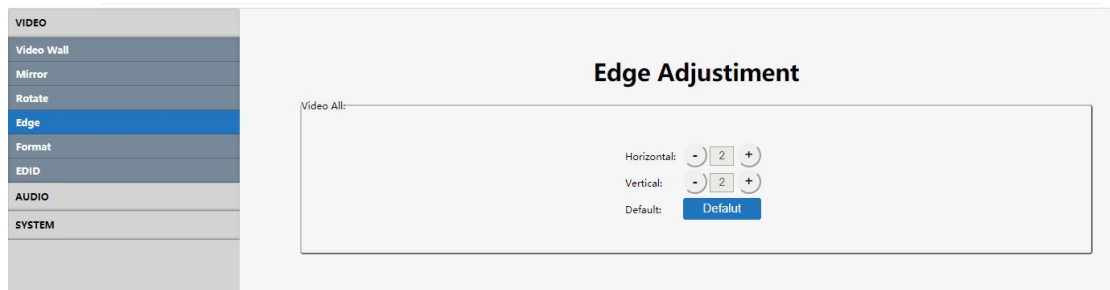 VIDEO
Video Wall
Mirror
Rotate
Edge
Format
EDID
AUDIO
SYSTEM
Edge Adjustiment
Video All:
Horizontal: - 2 +
Vertical: - 2 +
Default: Defalut